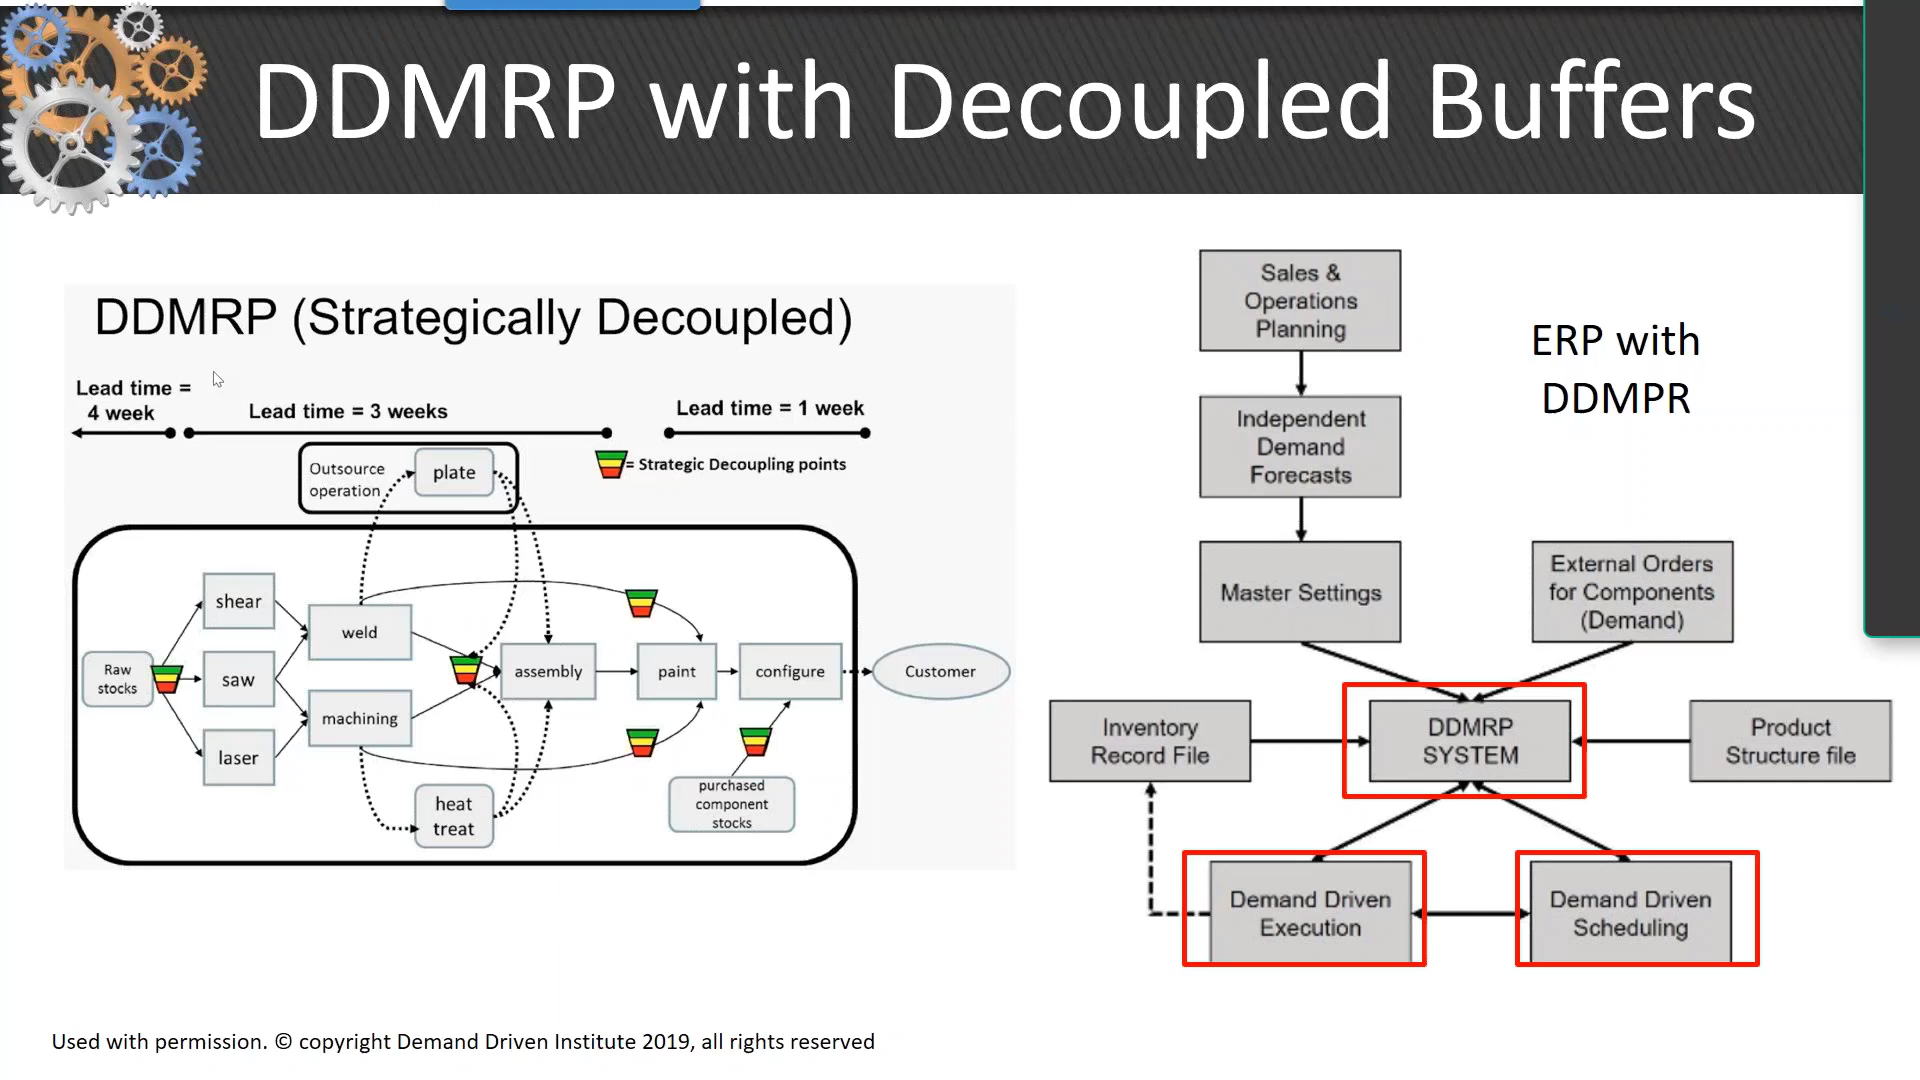 DDMRP with Decoupled Buffers
DDMRP (Strategically Decoupled)
Lead time =
4 week
Lead time = 3 weeks
Lead time = 1 week
= Strategic Decoupling points
Outsource
operation
plate
shear
weld
Raw
stocks
saw
assembly
paint
configure
Customer
machining
laser
heat
treat
purchased
component
stocks
Sales &
Operations
Planning
ERP with
DDMPR
Independent
Demand
Forecasts
Master Settings
External Orders
for Components
(Demand)
Inventory
Record File
DDMRP
SYSTEM
Product
Structure file
Demand Driven
Execution
Demand Driven
Scheduling
Used with permission. © copyright Demand Driven Institute 2019, all rights reserved